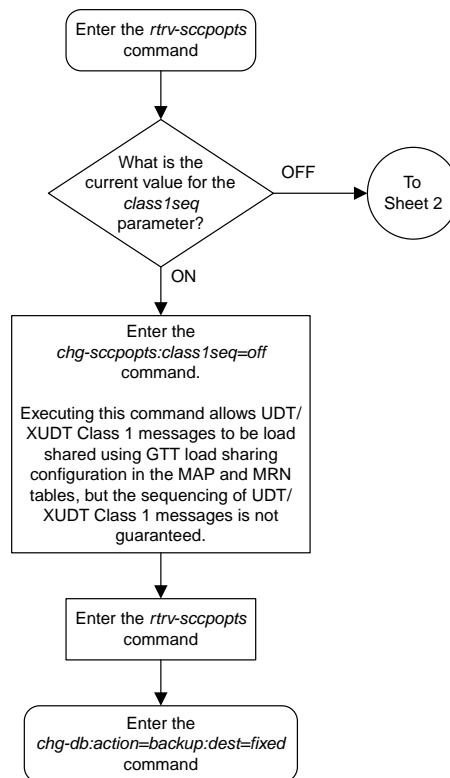 Enter the rtrv-sccpopts
command
What is the
current value for the
class1seq
parameter?
OFF
To
Sheet 2
ON
Enter the
chg-sccpopts:class1seq=off
command.
Executing this command allows UDT/
XUDT Class 1 messages to be load
shared using GTT load sharing
configuration in the MAP and MRN
tables, but the sequencing of UDT/
XUDT Class 1 messages is not
guaranteed.
Enter the rtrv-sccpopts
command
Enter the
chg-db:action=backup:dest=fixed
command